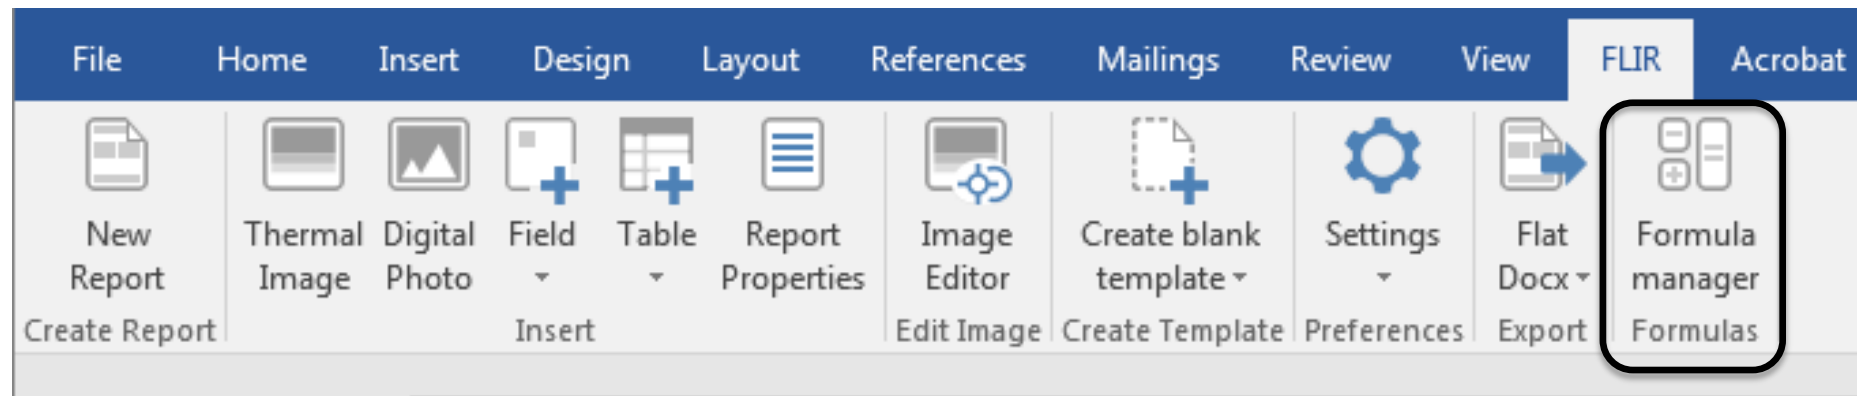 File Home Insert Design Layout References Mailings Review View FLIR Acrobat
New Report
Thermal Image
Digital Photo
Field
Table
Report Properties
Image Editor
Create blank template
Settings
Flat Docx
Formula manager
Create Report Insert Edit Image Create Template Preferences Export Formulas